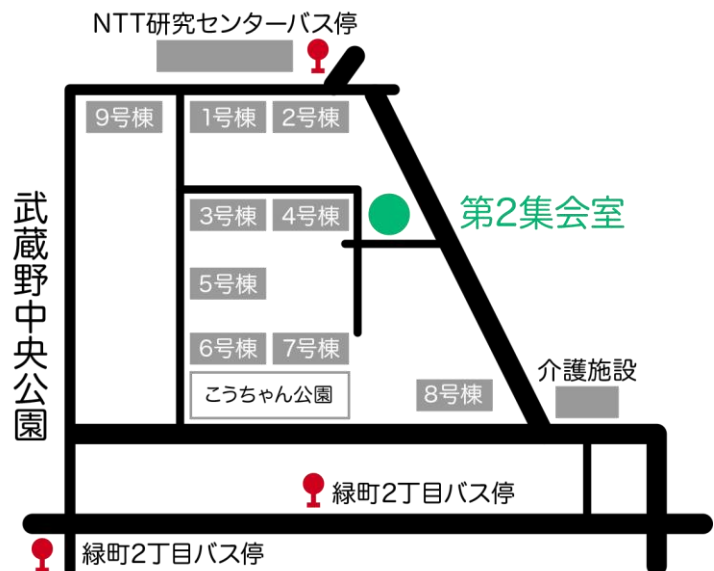 NTT研究センターバス停
9号棟
1号棟
2号棟
武蔵野中央公園
3号棟
4号棟
第2集会室
5号棟
6号棟
7号棟
こうちゃん公園
8号棟
介護施設
緑町2丁目バス停
緑町2丁目バス停